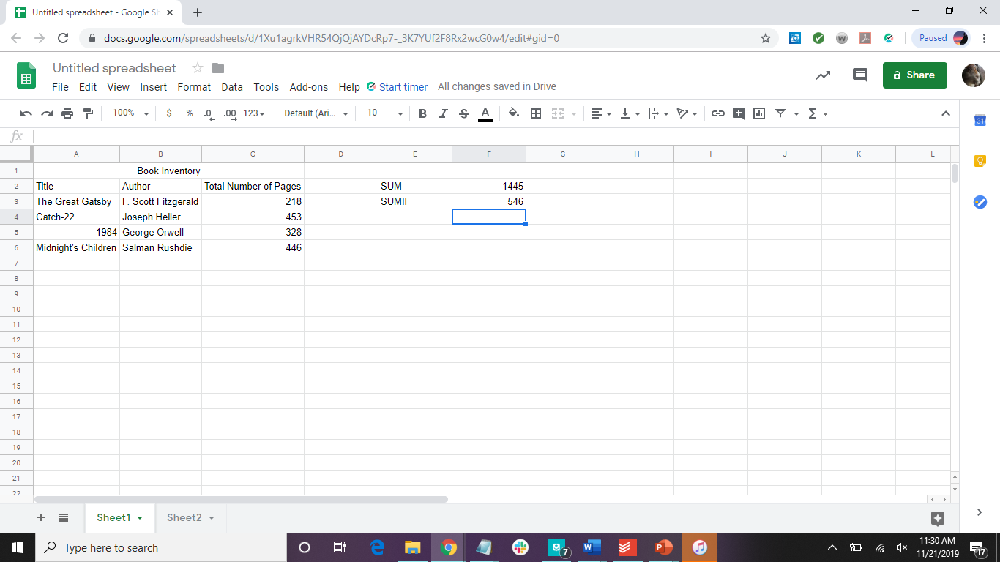 Untitled spreadsheet - Google Sh
docs.google.com/spreadsheets/d/1Xu1agrkVHR54QjQjAYDcRp7-_3K7YUf2F8Rx2wcG0w4/edit#gid=0
Paused
Untitled spreadsheet
Share
File Edit View Insert Format Data Tools Add-ons Help Start timer All changes saved in Drive
100% $ % .0 .00 123 Default (Ari... 10 B I S A Σ 31
fx
A B C D E F G H I J K L
1 Book Inventory
2 Title Author Total Number of Pages SUM 1445
3 The Great Gatsby F. Scott Fitzgerald 218 SUMIF 546
4 Catch-22 Joseph Heller 453
5 1984 George Orwell 328
6 Midnight's Children Salman Rushdie 446
7
8
9
10
11
12
13
14
15
16
17
18
19
20
21
22
Sheet1 Sheet2
Type here to search
7
11:30 AM
11/21/2019
17